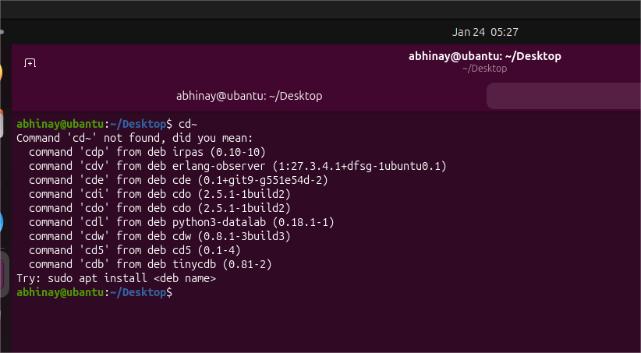 Jan 24 05:27
abhinay@ubantu: ~/Desktop
~/Desktop
abhinay@ubantu: ~/Desktop
abhinay@ubantu:~/Desktop$ cd~
Command 'cd~' not found, did you mean:
  command 'cdp' from deb irpas (0.10-10)
  command 'cdv' from deb erlang-observer (1:27.3.4.1+dfsg-1ubuntu0.1)
  command 'cde' from deb cde (0.1+git9-g551e54d-2)
  command 'cdi' from deb cdo (2.5.1-1build2)
  command 'cdo' from deb cdo (2.5.1-1build2)
  command 'cdl' from deb python3-datalab (0.18.1-1)
  command 'cdw' from deb cdw (0.8.1-3build3)
  command 'cd5' from deb cd5 (0.1-4)
  command 'cdb' from deb tinycdb (0.81-2)
Try: sudo apt install <deb name>
abhinay@ubantu:~/Desktop$